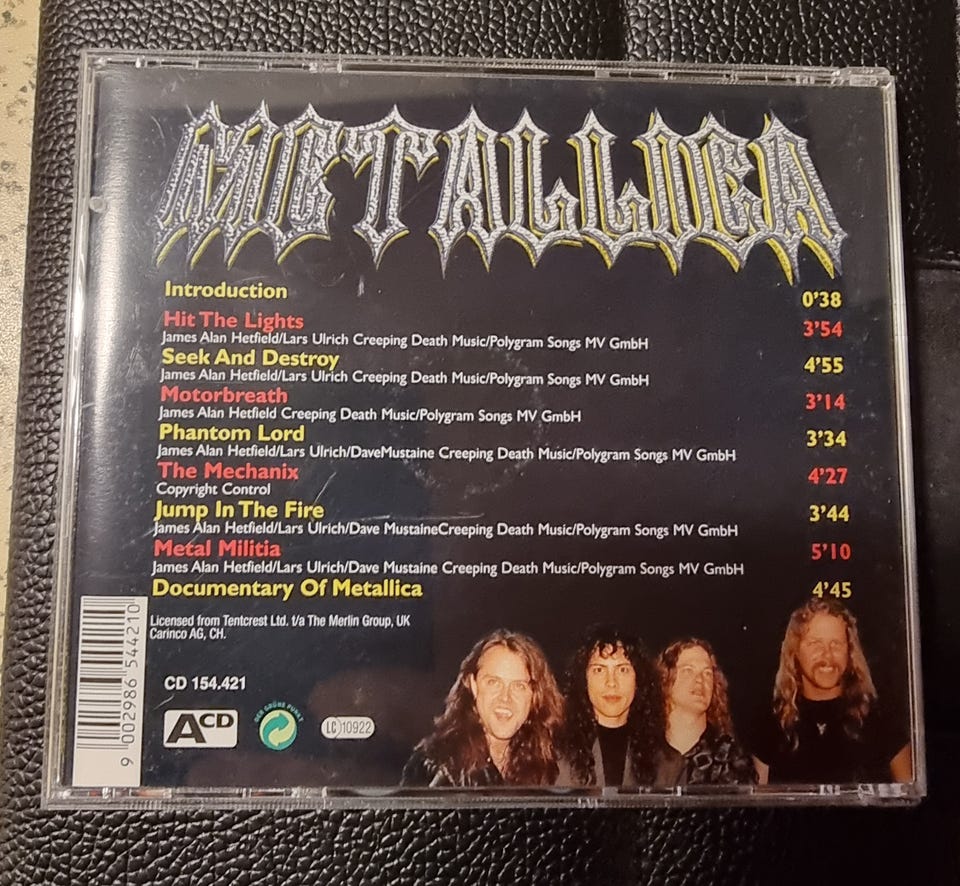 METALLICA
Introduction 0'38
Hit The Lights 3'54
James Alan Hetfield/Lars Ulrich Creeping Death Music/Polygram Songs MV GmbH
Seek And Destroy 4'55
James Alan Hetfield/Lars Ulrich Creeping Death Music/Polygram Songs MV GmbH
Motorbreath 3'14
James Alan Hetfield Creeping Death Music/Polygram Songs MV GmbH
Phantom Lord 3'34
James Alan Hetfield/Lars Ulrich/DaveMustaine Creeping Death Music/Polygram Songs MV GmbH
The Mechanix 4'27
Copyright Control
Jump In The Fire 3'44
James Alan Hetfield/Lars Ulrich/Dave MustaineCreeping Death Music/Polygram Songs MV GmbH
Metal Militia 5'10
James Alan Hetfield/Lars Ulrich/Dave Mustaine Creeping Death Music/Polygram Songs MV GmbH
Documentary Of Metallica 4'45
Licensed from Tentcrest Ltd. t/a The Merlin Group, UK
Carinco AG, CH.
CD 154.421
ACD
DER GRÜNE PUNKT
LC 10922
9 002986 544210